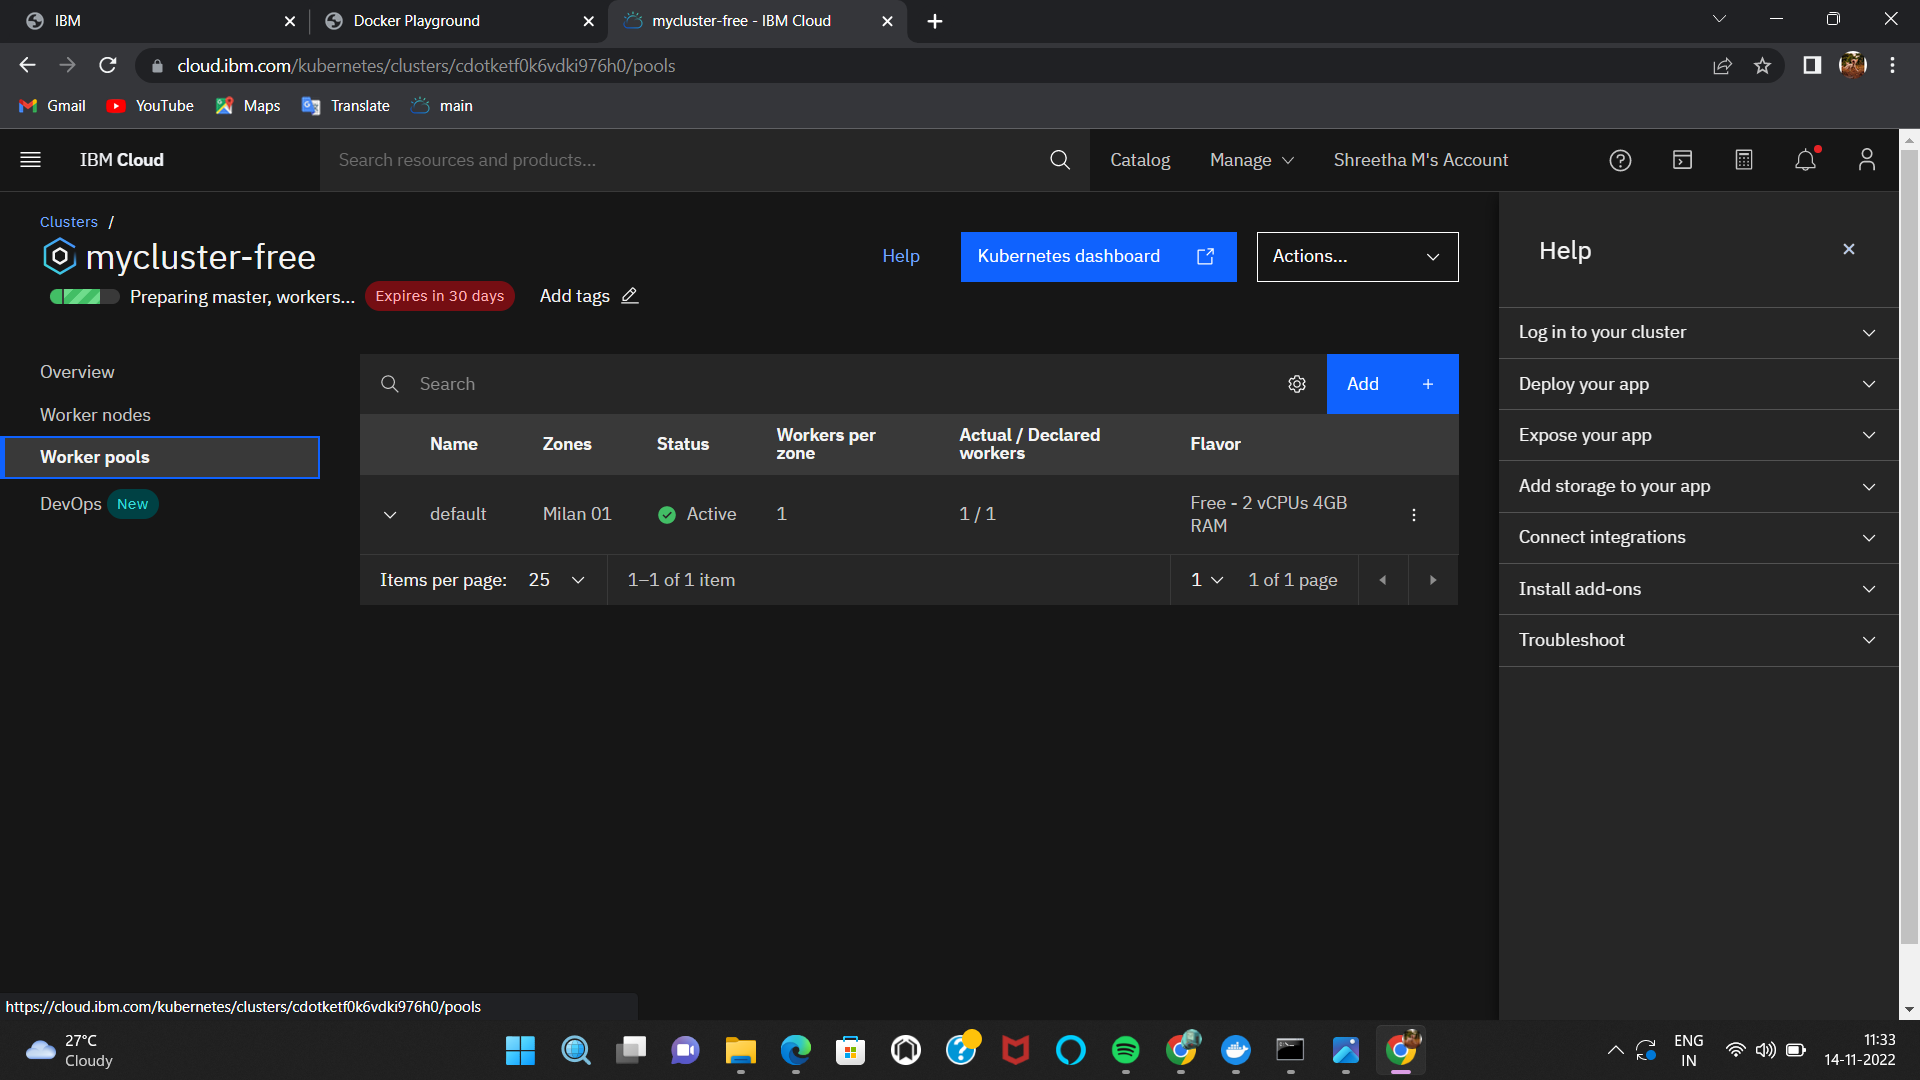 IBM
Docker Playground
mycluster-free - IBM Cloud
cloud.ibm.com/kubernetes/clusters/cdotketf0k6vdki976h0/pools
Gmail
YouTube
Maps
Translate
main
IBM Cloud
Search resources and products...
Catalog
Manage
Shreetha M's Account
Clusters /
mycluster-free
Preparing master, workers...
Expires in 30 days
Add tags
Help
Kubernetes dashboard
Actions...
Overview
Worker nodes
Worker pools
DevOps New
Search
Add +
Name
Zones
Status
Workers per
zone
Actual / Declared
workers
Flavor
default
Milan 01
Active
1
1 / 1
Free - 2 vCPUs 4GB
RAM
Items per page: 25
1–1 of 1 item
1
1 of 1 page
Help
Log in to your cluster
Deploy your app
Expose your app
Add storage to your app
Connect integrations
Install add-ons
Troubleshoot
https://cloud.ibm.com/kubernetes/clusters/cdotketf0k6vdki976h0/pools
27°C
Cloudy
ENG
IN
11:33
14-11-2022